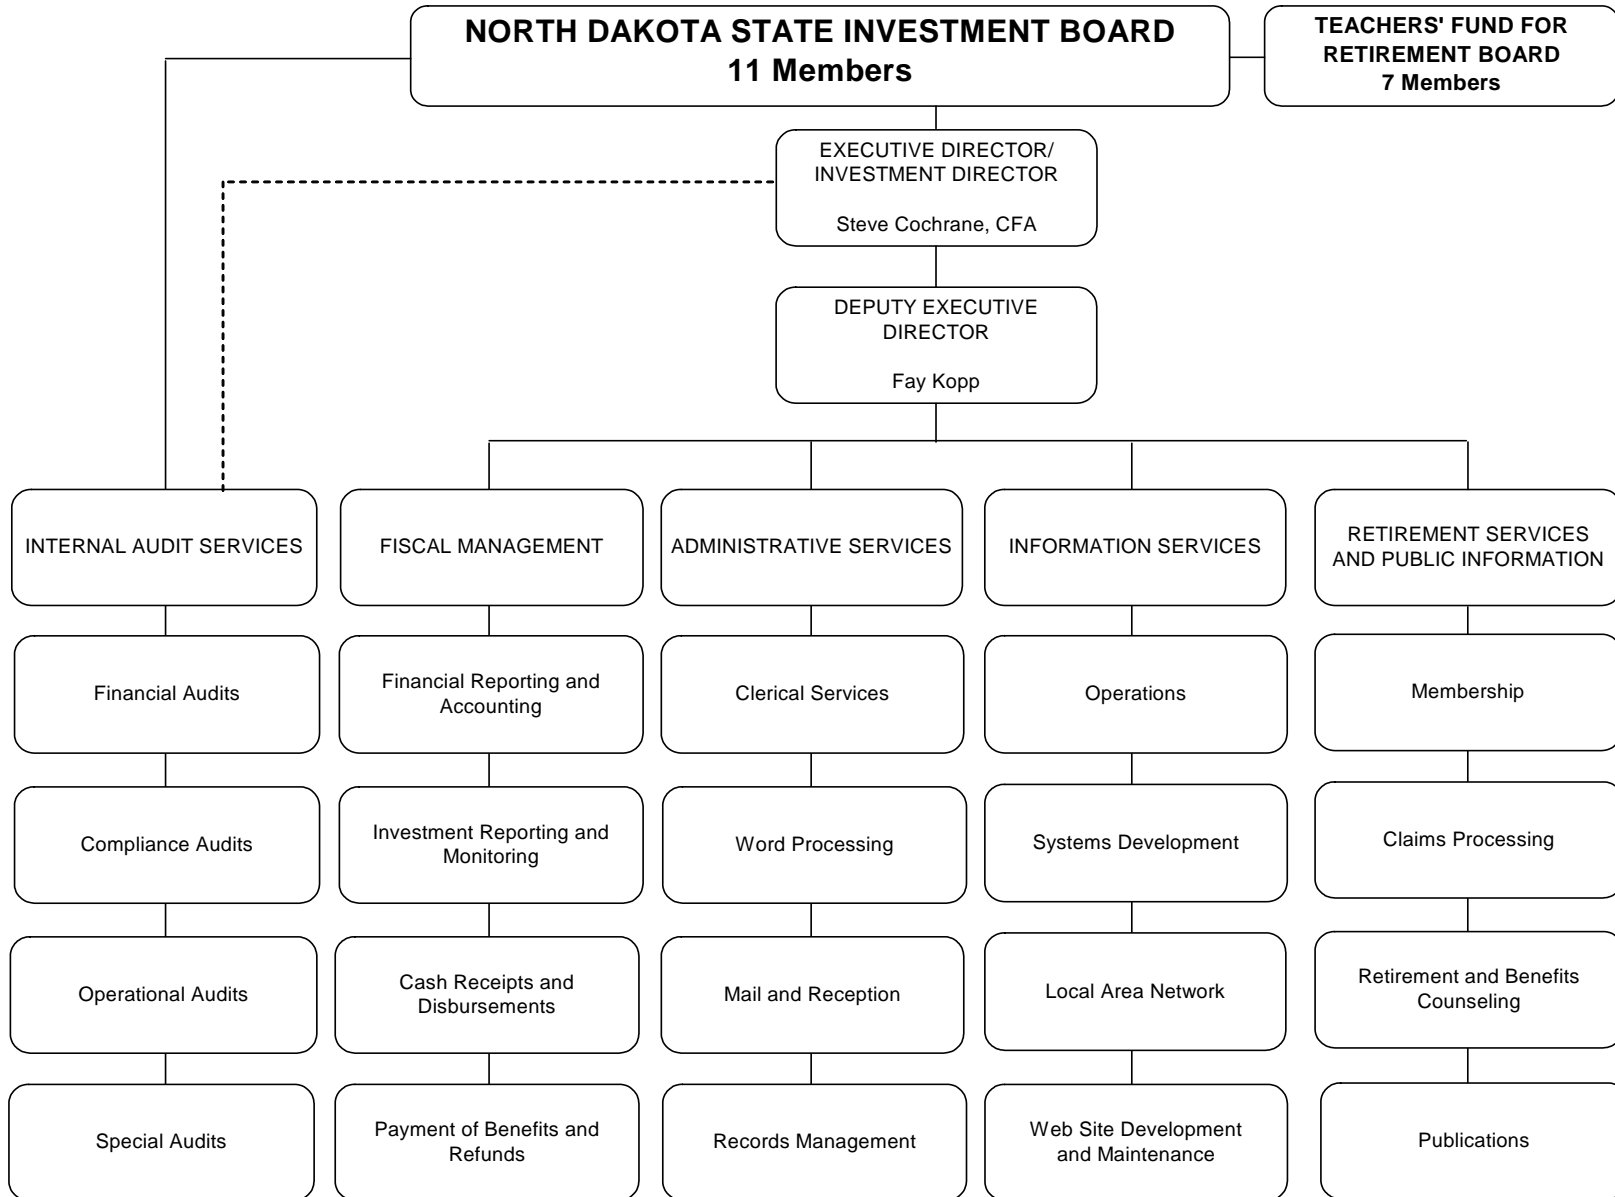 NORTH DAKOTA STATE INVESTMENT BOARD
11 Members
TEACHERS' FUND FOR
RETIREMENT BOARD
7 Members
EXECUTIVE DIRECTOR/
INVESTMENT DIRECTOR
Steve Cochrane, CFA
DEPUTY EXECUTIVE
DIRECTOR
Fay Kopp
INTERNAL AUDIT SERVICES
FISCAL MANAGEMENT
ADMINISTRATIVE SERVICES
INFORMATION SERVICES
RETIREMENT SERVICES
AND PUBLIC INFORMATION
Financial Audits
Financial Reporting and
Accounting
Clerical Services
Operations
Membership
Compliance Audits
Investment Reporting and
Monitoring
Word Processing
Systems Development
Claims Processing
Operational Audits
Cash Receipts and
Disbursements
Mail and Reception
Local Area Network
Retirement and Benefits
Counseling
Special Audits
Payment of Benefits and
Refunds
Records Management
Web Site Development
and Maintenance
Publications